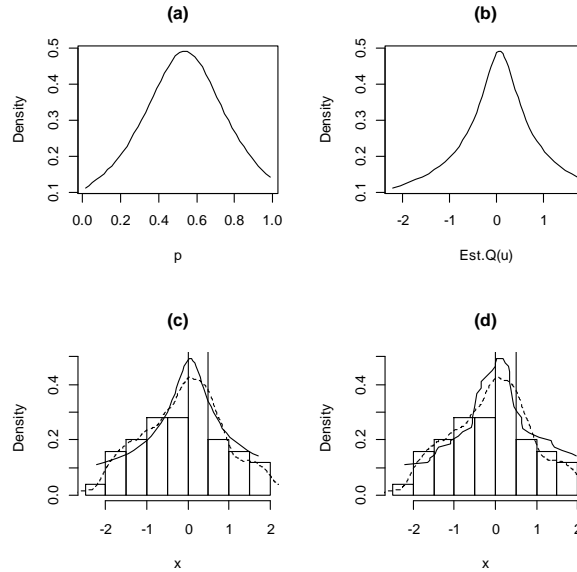 (a)
Density
0.1 0.2 0.3 0.4 0.5
0.0 0.2 0.4 0.6 0.8 1.0
p
(b)
Density
0.1 0.2 0.3 0.4 0.5
-2 -1 0 1
Est.Q(u)
(c)
Density
0.0 0.2 0.4
-2 -1 0 1 2
x
(d)
Density
0.0 0.2 0.4
-2 -1 0 1 2
x